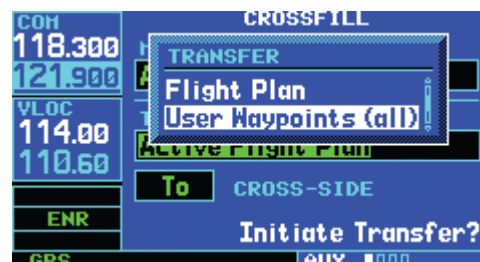 COM
118.300
121.900
VLOC
114.00
110.60
ENR
GPS
CROSSFILL
TRANSFER
Flight Plan
User Waypoints (all)
Active Flight Plan
To CROSS-SIDE
Initiate Transfer?
AUX